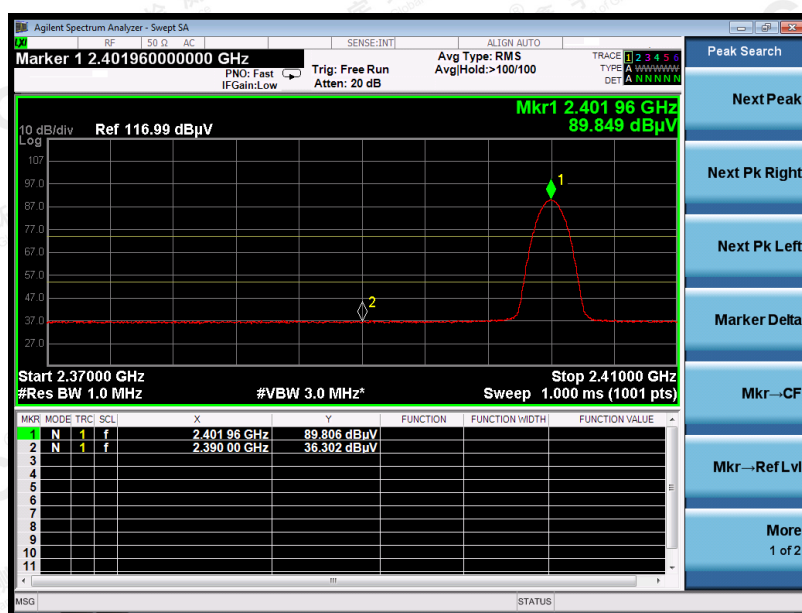 Agilent Spectrum Analyzer - Swept SA
LXI RF 50 Ω AC SENSE:INT ALIGN AUTO
Marker 1 2.401960000000 GHz
PNO: Fast
IFGain:Low
Trig: Free Run
Atten: 20 dB
Avg Type: RMS
Avg|Hold:>100/100
TRACE 1 2 3 4 5 6
TYPE A WWWWW
DET A N N N N N
Peak Search
Next Peak
Next Pk Right
Next Pk Left
Marker Delta
Mkr→CF
Mkr→Ref Lvl
More
1 of 2
Mkr1 2.401 96 GHz
89.849 dBµV
10 dB/div Ref 116.99 dBµV
Log
107
97.0
87.0
77.0
67.0
57.0
47.0
37.0
27.0
1
2
Start 2.37000 GHz Stop 2.41000 GHz
#Res BW 1.0 MHz #VBW 3.0 MHz* Sweep 1.000 ms (1001 pts)
MKR MODE TRC SCL X Y FUNCTION FUNCTION WIDTH FUNCTION VALUE
1 N 1 f 2.401 96 GHz 89.806 dBµV
2 N 1 f 2.390 00 GHz 36.302 dBµV
3
4
5
6
7
8
9
10
11
MSG STATUS